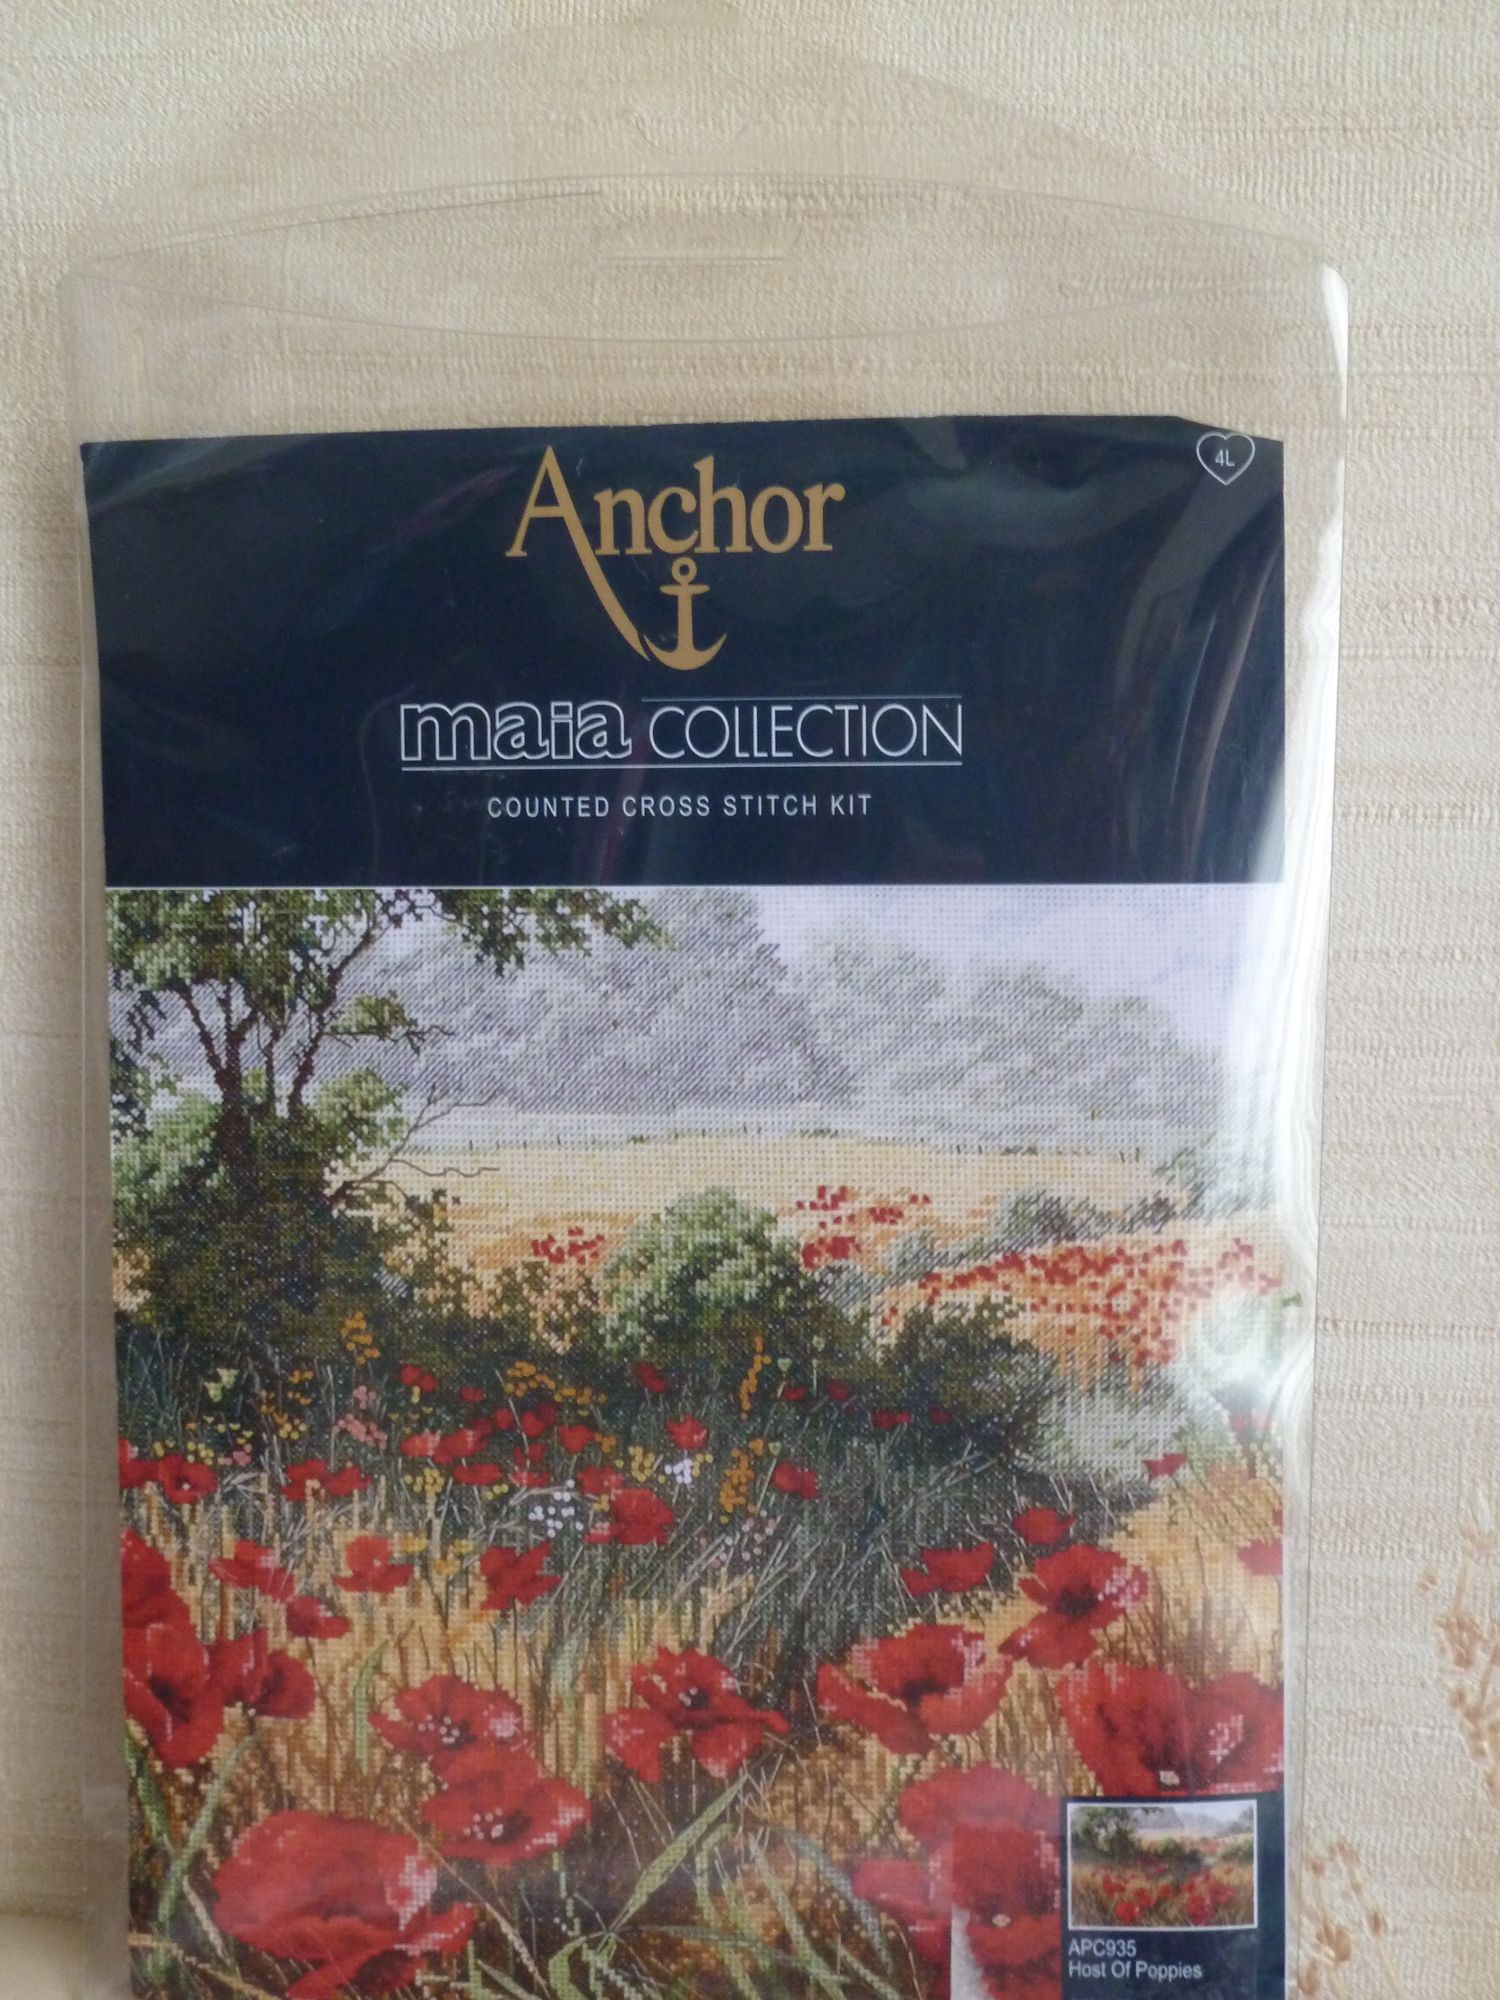 4L
Anchor
maia COLLECTION
COUNTED CROSS STITCH KIT
APC935
Host Of Poppies